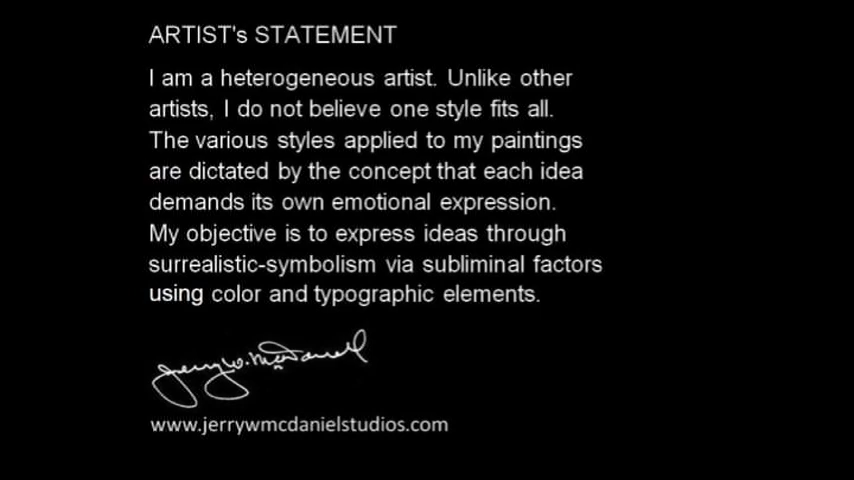 ARTIST's STATEMENT
I am a heterogeneous artist. Unlike other
artists, I do not believe one style fits all.
The various styles applied to my paintings
are dictated by the concept that each idea
demands its own emotional expression.
My objective is to express ideas through
surrealistic-symbolism via subliminal factors
using color and typographic elements.
Jerry W. McDaniel
www.jerrywmcdanielstudios.com